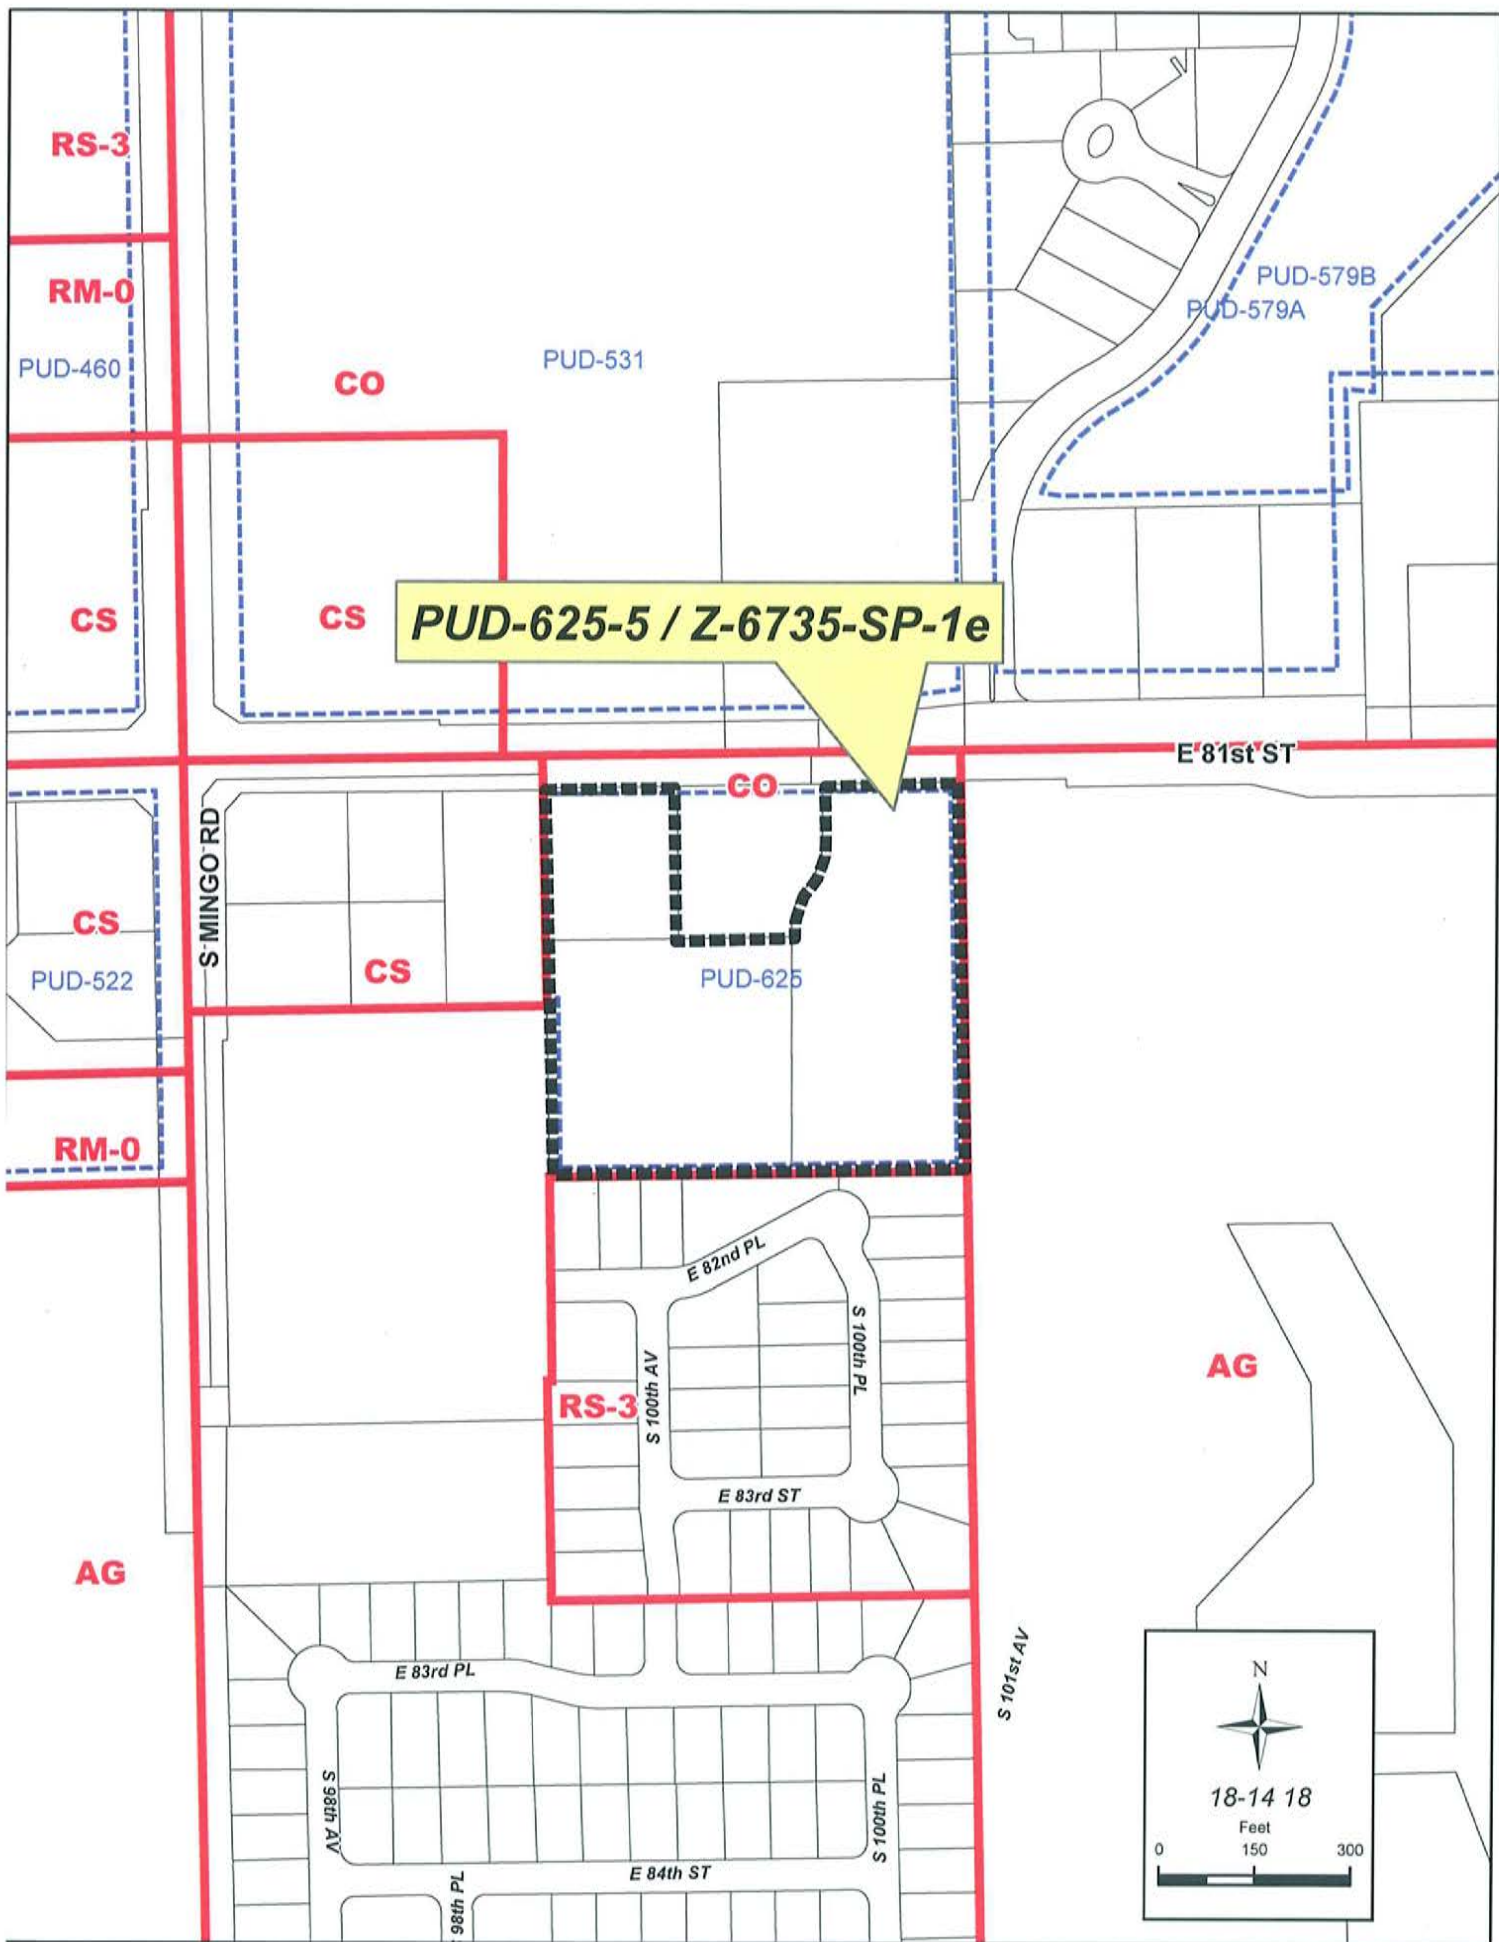 RS-3
RM-0
PUD-460
CO
PUD-531
PUD-579B
PUD-579A
CS
CS
PUD-625-5 / Z-6735-SP-1e
E 81st ST
CO
S MINGO RD
CS
CS
PUD-522
PUD-625
RM-0
E 82nd PL
S 100th PL
S 100th AV
RS-3
AG
E 83rd ST
AG
E 83rd PL
S 101st AV
S 98th AV
S 100th PL
E 84th ST
98th PL
N
18-14 18
Feet
0 150 300